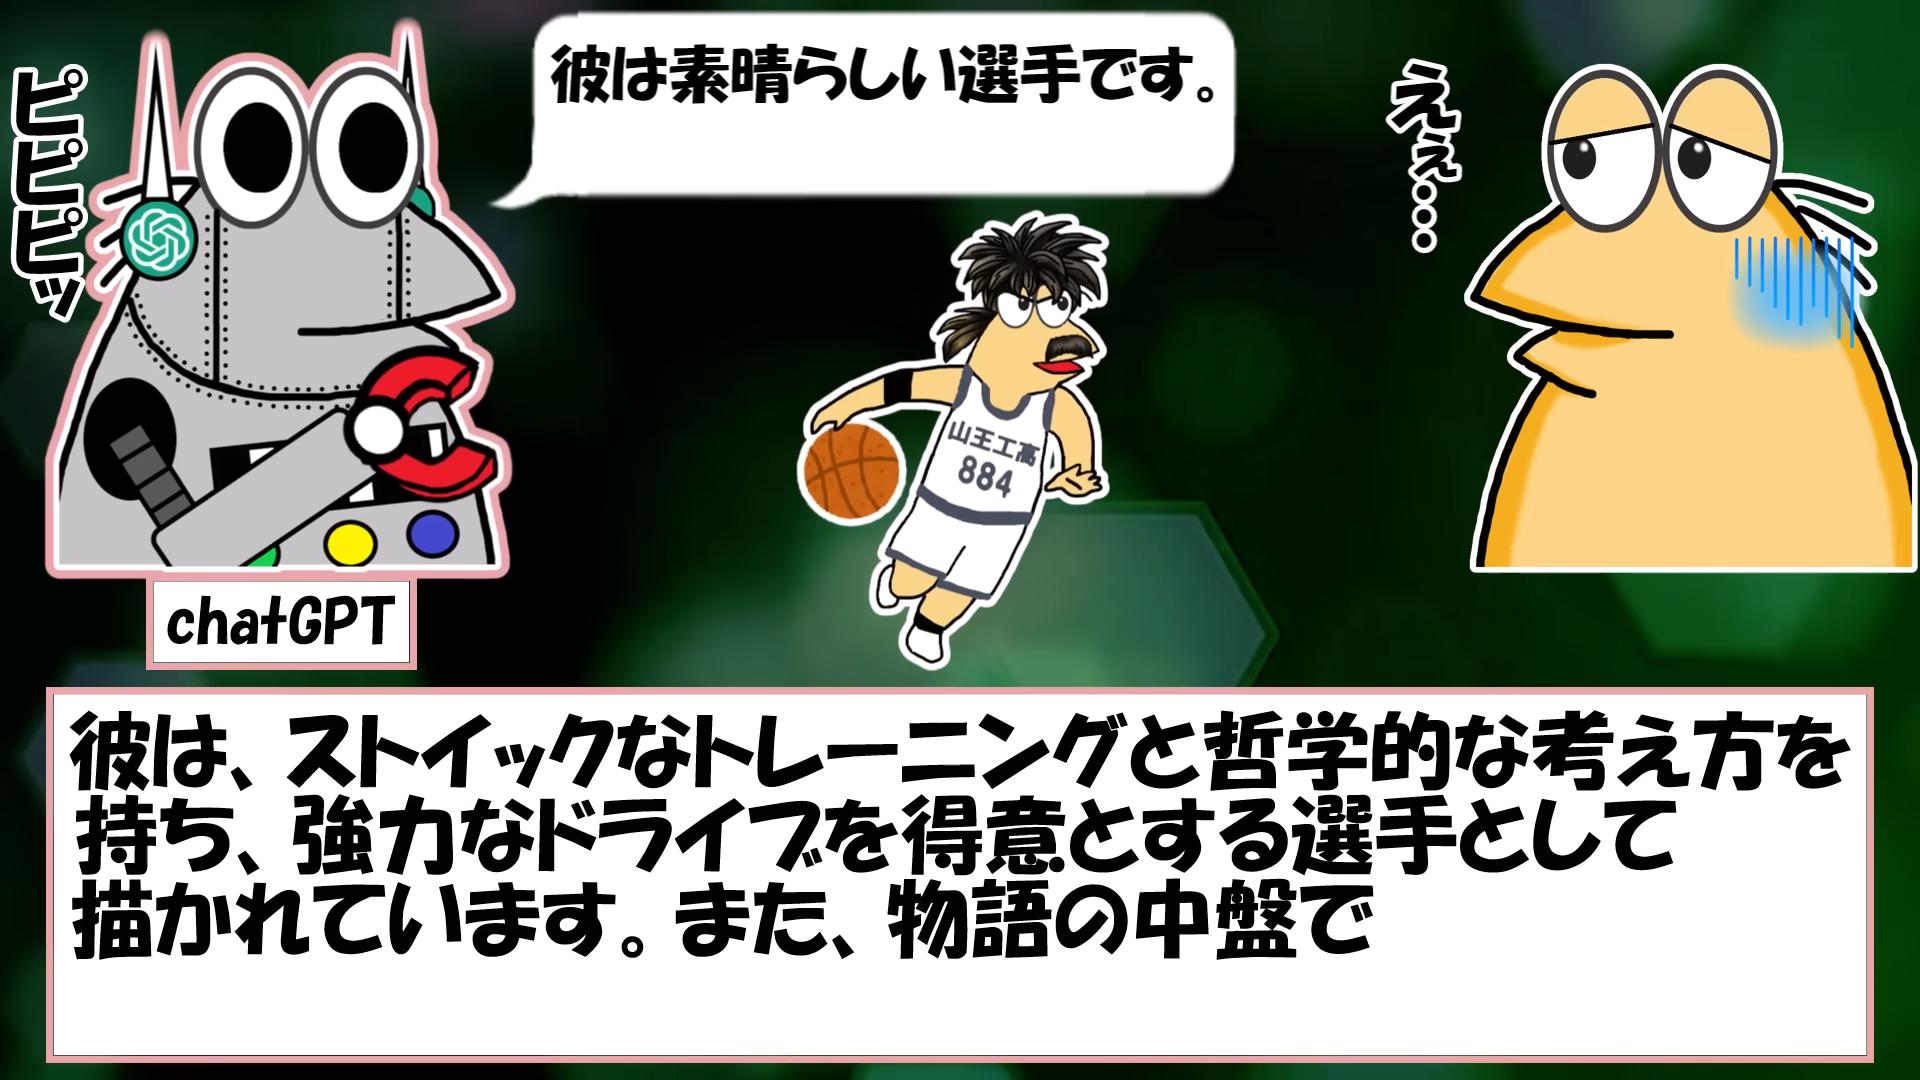 ピピピピッ
彼は素晴らしい選手です。
ええ…
山王工高
884
chatGPT
彼は、ストイックなトレーニングと哲学的な考え方を
持ち、強力なドライブを得意とする選手として
描かれています。また、物語の中盤で